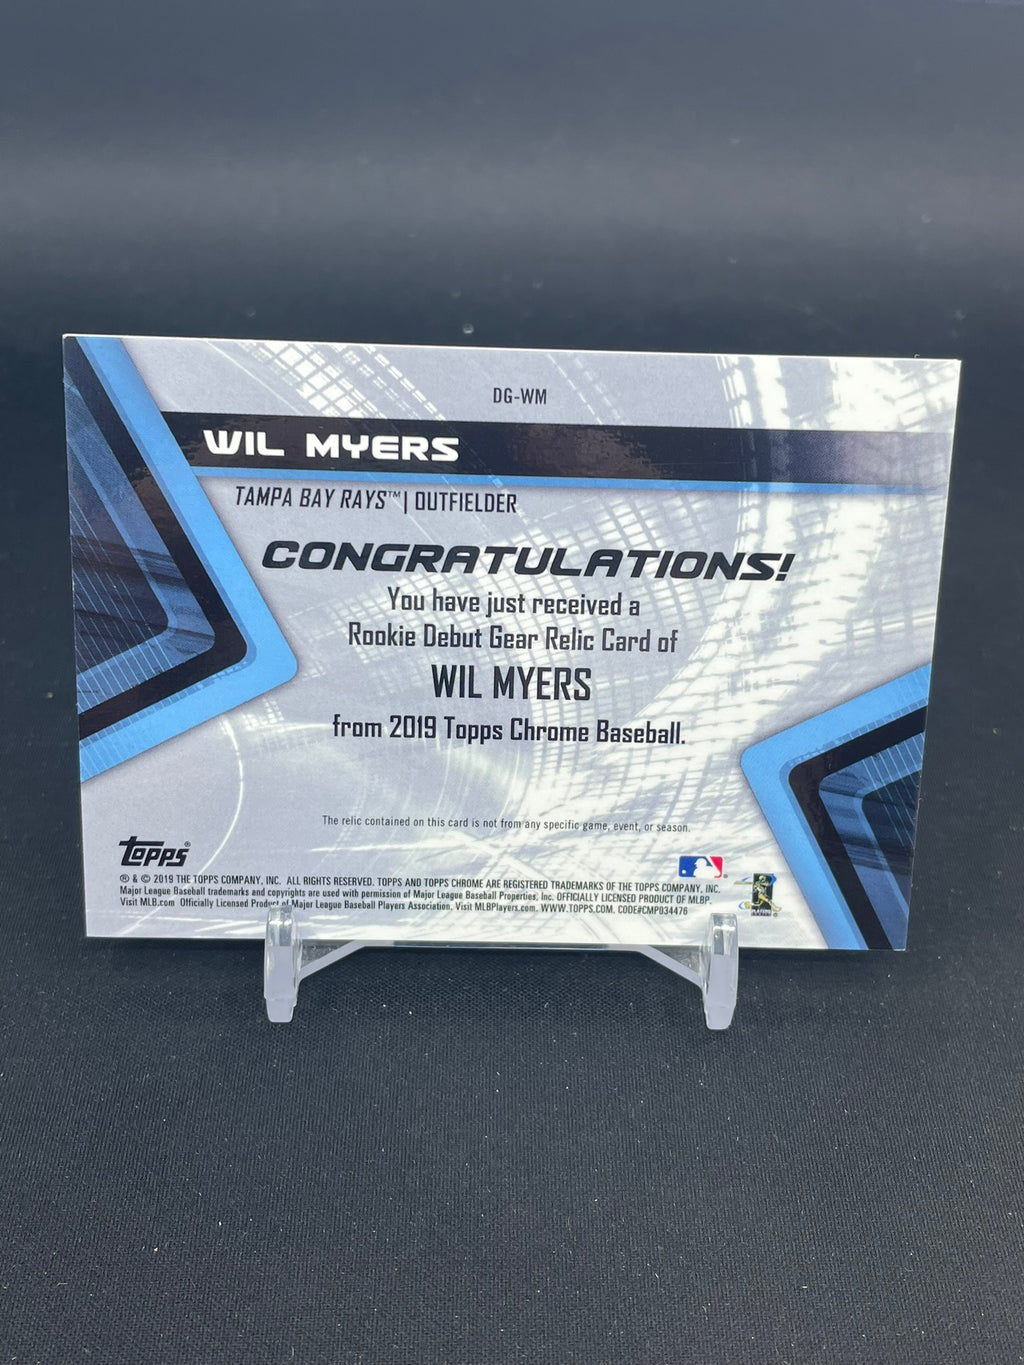 DG-WM
WIL MYERS
TAMPA BAY RAYS™ | OUTFIELDER
CONGRATULATIONS!
You have just received a
Rookie Debut Gear Relic Card of
WIL MYERS
from 2019 Topps Chrome Baseball.
The relic contained on this card is not from any specific game, event, or season.
topps®
® & © 2019 THE TOPPS COMPANY, INC. ALL RIGHTS RESERVED. TOPPS AND TOPPS CHROME ARE REGISTERED TRADEMARKS OF THE TOPPS COMPANY, INC.
Major League Baseball trademarks and copyrights are used with permission of Major League Baseball Properties, Inc. OFFICIALLY LICENSED PRODUCT OF MLBP.
Visit MLB.com Officially Licensed Product of Major League Baseball Players Association. Visit MLBPlayers.com. WWW.TOPPS.COM. CODE#CMP034476